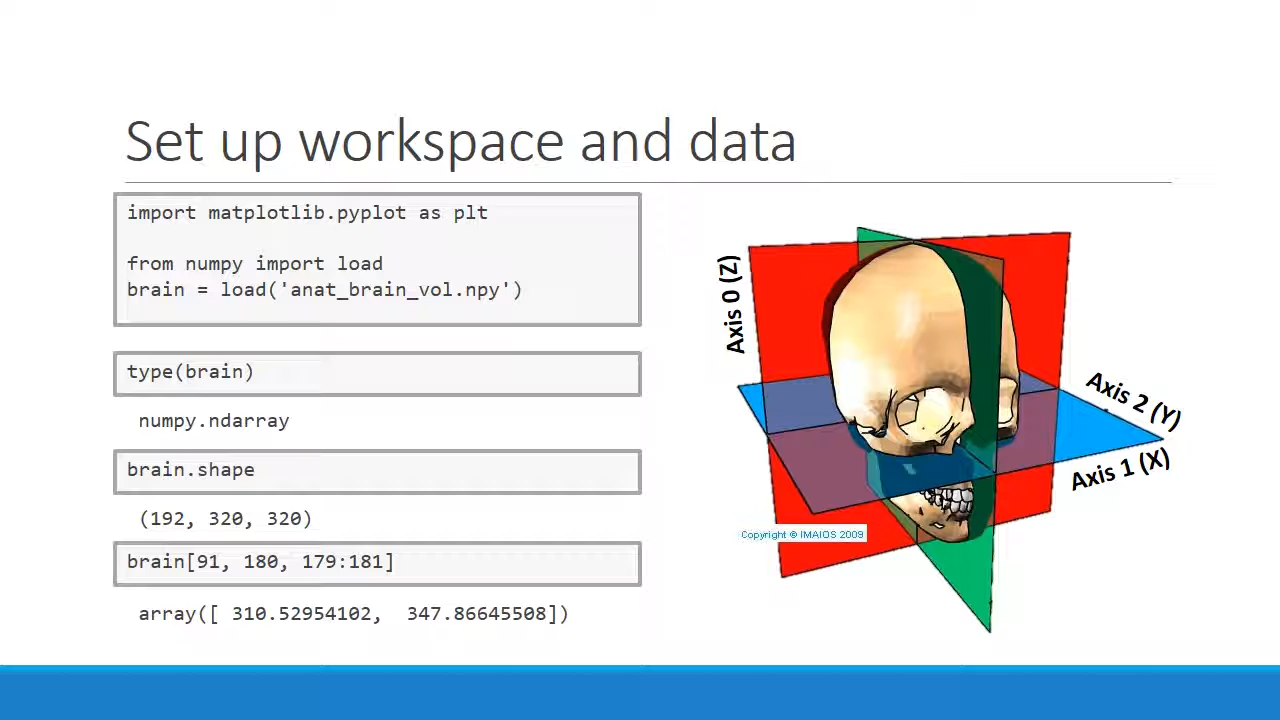 Set up workspace and data
import matplotlib.pyplot as plt
from numpy import load
brain = load('anat_brain_vol.npy')
type(brain)
numpy.ndarray
brain.shape
(192, 320, 320)
brain[91, 180, 179:181]
array([ 310.52954102,  347.86645508])
Axis 0 (Z)
Axis 2 (Y)
Axis 1 (X)
Copyright © IMAIOS 2009